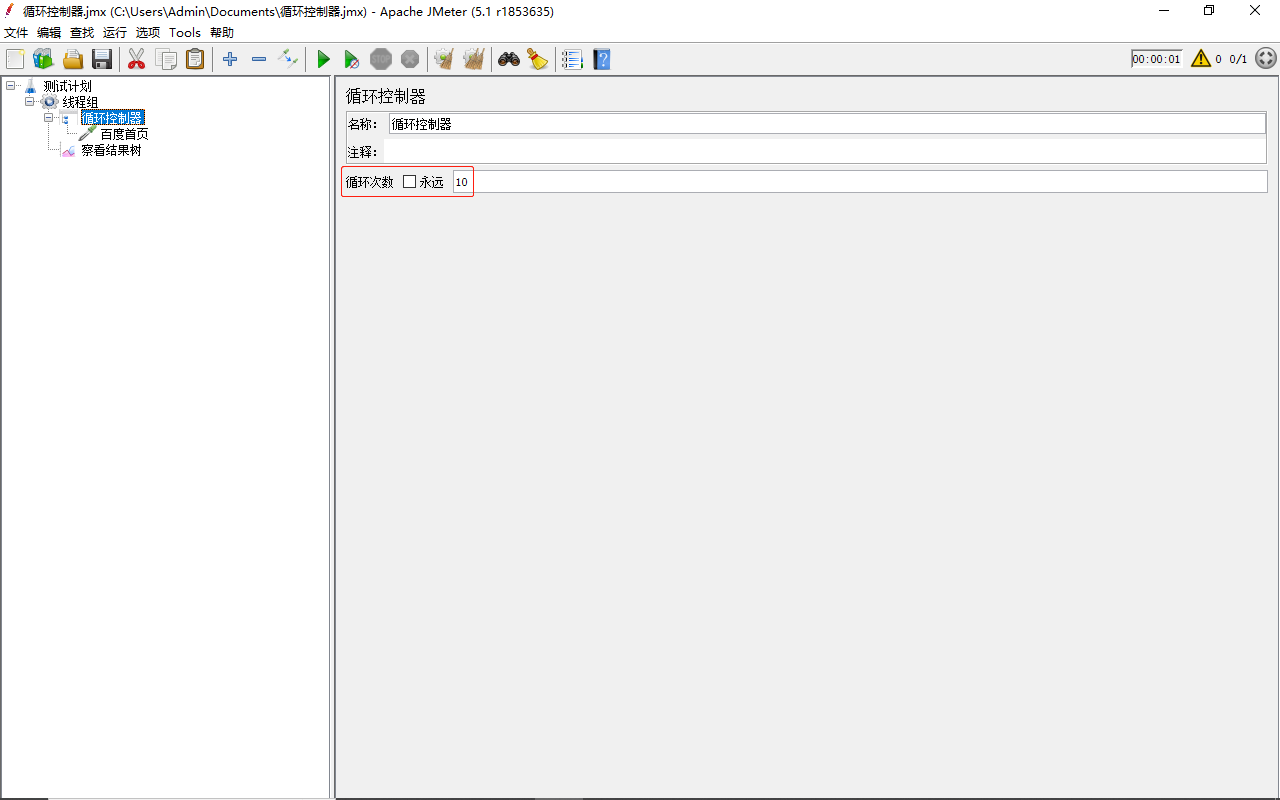 循环控制器.jmx (C:\Users\Admin\Documents\循环控制器.jmx) - Apache JMeter (5.1 r1853635)
文件 编辑 查找 运行 选项 Tools 帮助
STOP 00:00:01 0 0/1
测试计划
线程组
循环控制器
百度首页
察看结果树
循环控制器
名称: 循环控制器
注释:
循环次数 永远 10